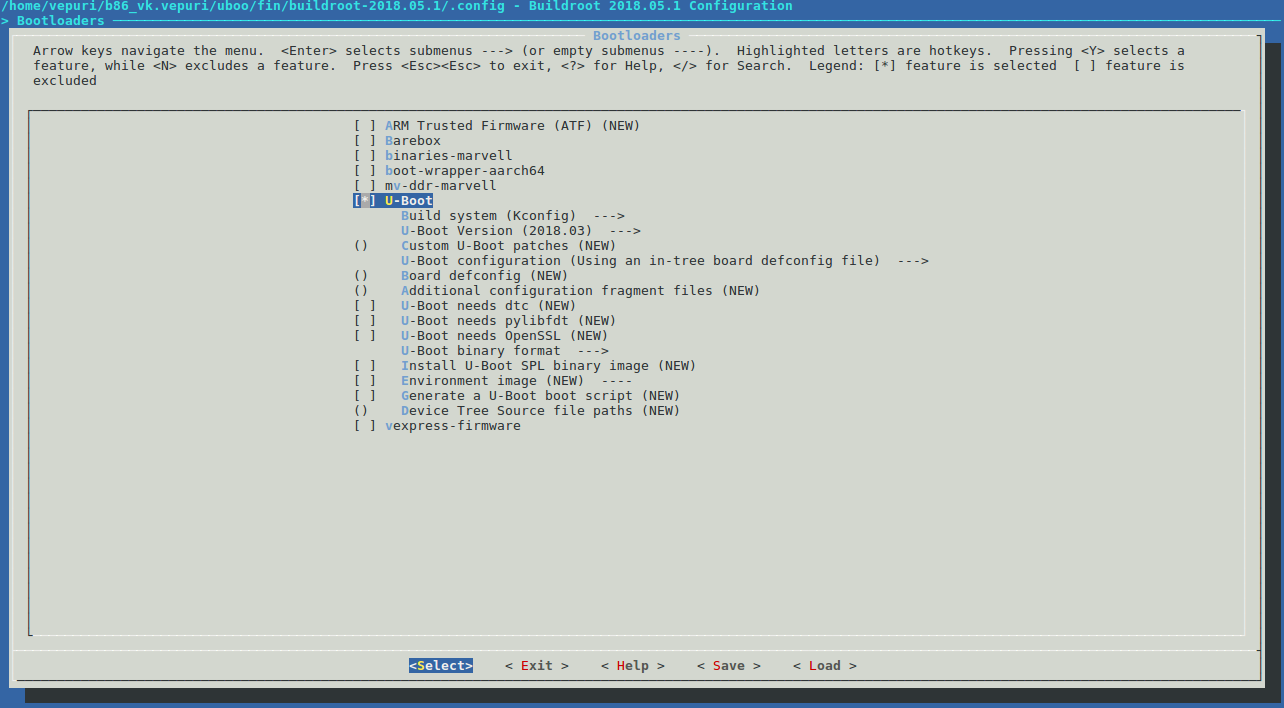 /home/vepuri/b86_vk.vepuri/uboo/fin/buildroot-2018.05.1/.config - Buildroot 2018.05.1 Configuration
> Bootloaders
Bootloaders
Arrow keys navigate the menu.  <Enter> selects submenus ---> (or empty submenus ----).  Highlighted letters are hotkeys.  Pressing <Y> selects a
feature, while <N> excludes a feature.  Press <Esc><Esc> to exit, <?> for Help, </> for Search.  Legend: [*] feature is selected  [ ] feature is
excluded
[ ] ARM Trusted Firmware (ATF) (NEW)
[ ] Barebox
[ ] binaries-marvell
[ ] boot-wrapper-aarch64
[ ] mv-ddr-marvell
[*] U-Boot
Build system (Kconfig)  --->
U-Boot Version (2018.03)  --->
()    Custom U-Boot patches (NEW)
U-Boot configuration (Using an in-tree board defconfig file)  --->
()    Board defconfig (NEW)
()    Additional configuration fragment files (NEW)
[ ]   U-Boot needs dtc (NEW)
[ ]   U-Boot needs pylibfdt (NEW)
[ ]   U-Boot needs OpenSSL (NEW)
U-Boot binary format  --->
[ ]   Install U-Boot SPL binary image (NEW)
[ ]   Environment image (NEW)  ----
[ ]   Generate a U-Boot boot script (NEW)
()    Device Tree Source file paths (NEW)
[ ] vexpress-firmware
<Select>    < Exit >    < Help >    < Save >    < Load >